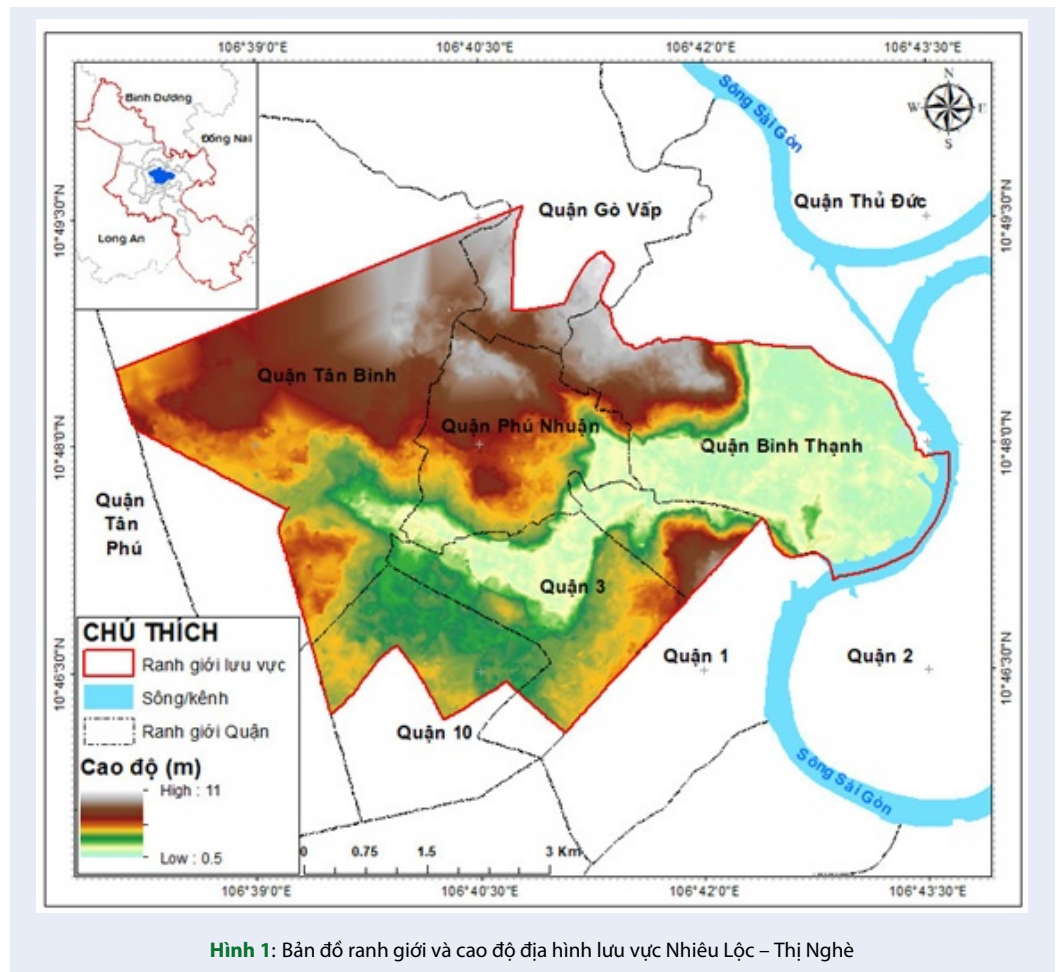 106°39'0"E
106°40'30"E
106°42'0"E
106°43'30"E
Bình Dương
Đồng Nai
Long An
N
W
E
S
Sông Sài Gòn
Quận Gò Vấp
Quận Thủ Đức
10°49'30"N
10°49'30"N
Quận Tân Bình
Quận Phú Nhuận
Quận Bình Thạnh
10°48'0"N
10°48'0"N
Quận
Tân
Phú
Quận 3
Quận 1
Quận 2
10°46'30"N
10°46'30"N
Quận 10
Sông Sài Gòn
CHÚ THÍCH
Ranh giới lưu vực
Sông/kênh
Ranh giới Quận
Cao độ (m)
High : 11
Low : 0.5
0 0.75 1.5 3 Km
106°39'0"E
106°40'30"E
106°42'0"E
106°43'30"E
Hình 1: Bản đồ ranh giới và cao độ địa hình lưu vực Nhiêu Lộc – Thị Nghè